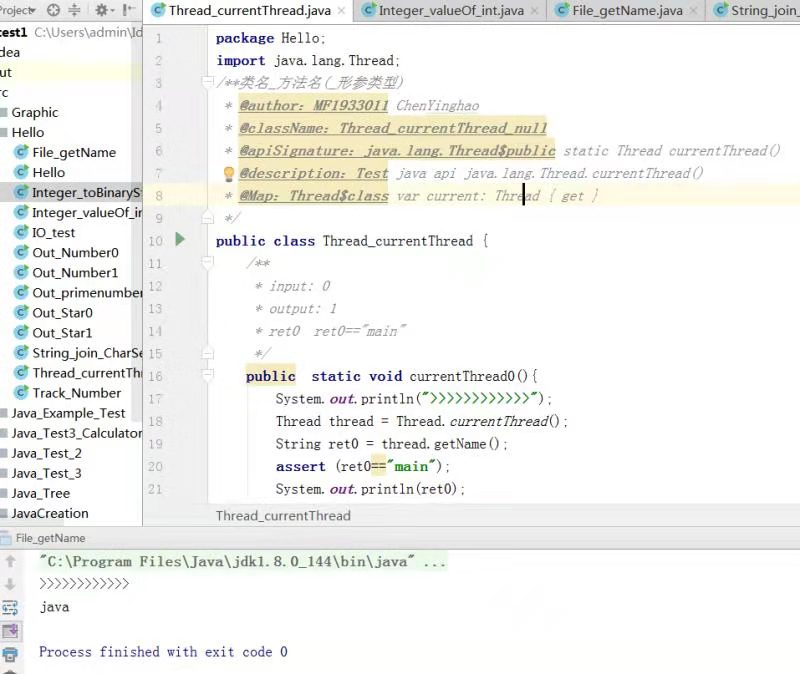 Project
Thread_currentThread.java
Integer_valueOf_int.java
File_getName.java
String_join_
test1 C:\Users\admin\Id
Graphic
Hello
File_getName
Hello
Integer_toBinarySt
Integer_valueOf_in
IO_test
Out_Number0
Out_Number1
Out_primenumber
Out_Star0
Out_Star1
String_join_CharSe
Thread_currentThr
Track_Number
Java_Example_Test
Java_Test3_Calculator
Java_Test_2
Java_Test_3
Java_Tree
JavaCreation
1 package Hello;
2 import java.lang.Thread;
3 /**类名_方法名(_形参类型)
4 * @author: MF1933011 ChenYinghao
5 * @className: Thread_currentThread_null
6 * @apiSignature: java.lang.Thread$public static Thread currentThread()
7 @description: Test java api java.lang.Thread.currentThread()
8 * @Map: Thread$class var current: Thread { get }
9 */
10 public class Thread_currentThread {
11 /**
12 * input: 0
13 * output: 1
14 * ret0 ret0=="main"
15 */
16 public static void currentThread0(){
17 System.out.println(">>>>>>>>>>>>");
18 Thread thread = Thread.currentThread();
19 String ret0 = thread.getName();
20 assert (ret0=="main");
21 System.out.println(ret0);
Thread_currentThread
File_getName
"C:\Program Files\Java\jdk1.8.0_144\bin\java" ...
>>>>>>>>>>>>
java
Process finished with exit code 0